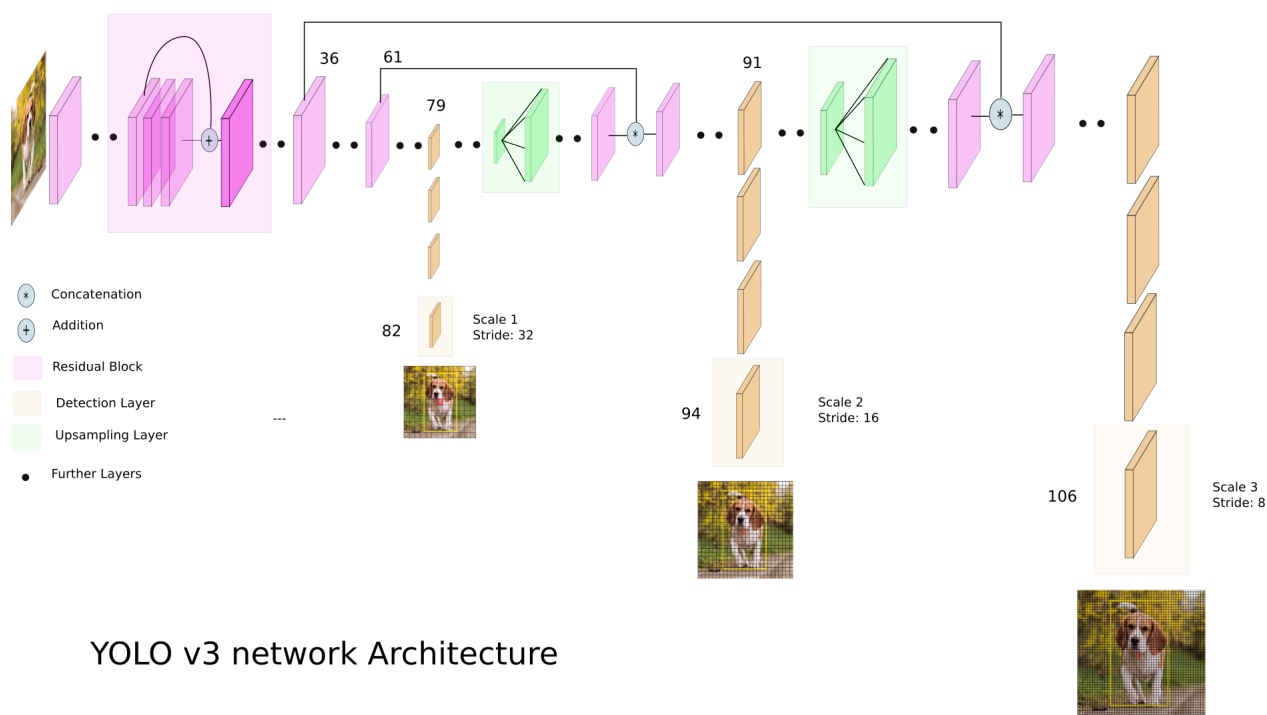 36
61
79
91
+
*
*
* Concatenation
+ Addition
Residual Block
Detection Layer
Upsampling Layer
Further Layers
---
82
Scale 1
Stride: 32
94
Scale 2
Stride: 16
106
Scale 3
Stride: 8
YOLO v3 network Architecture